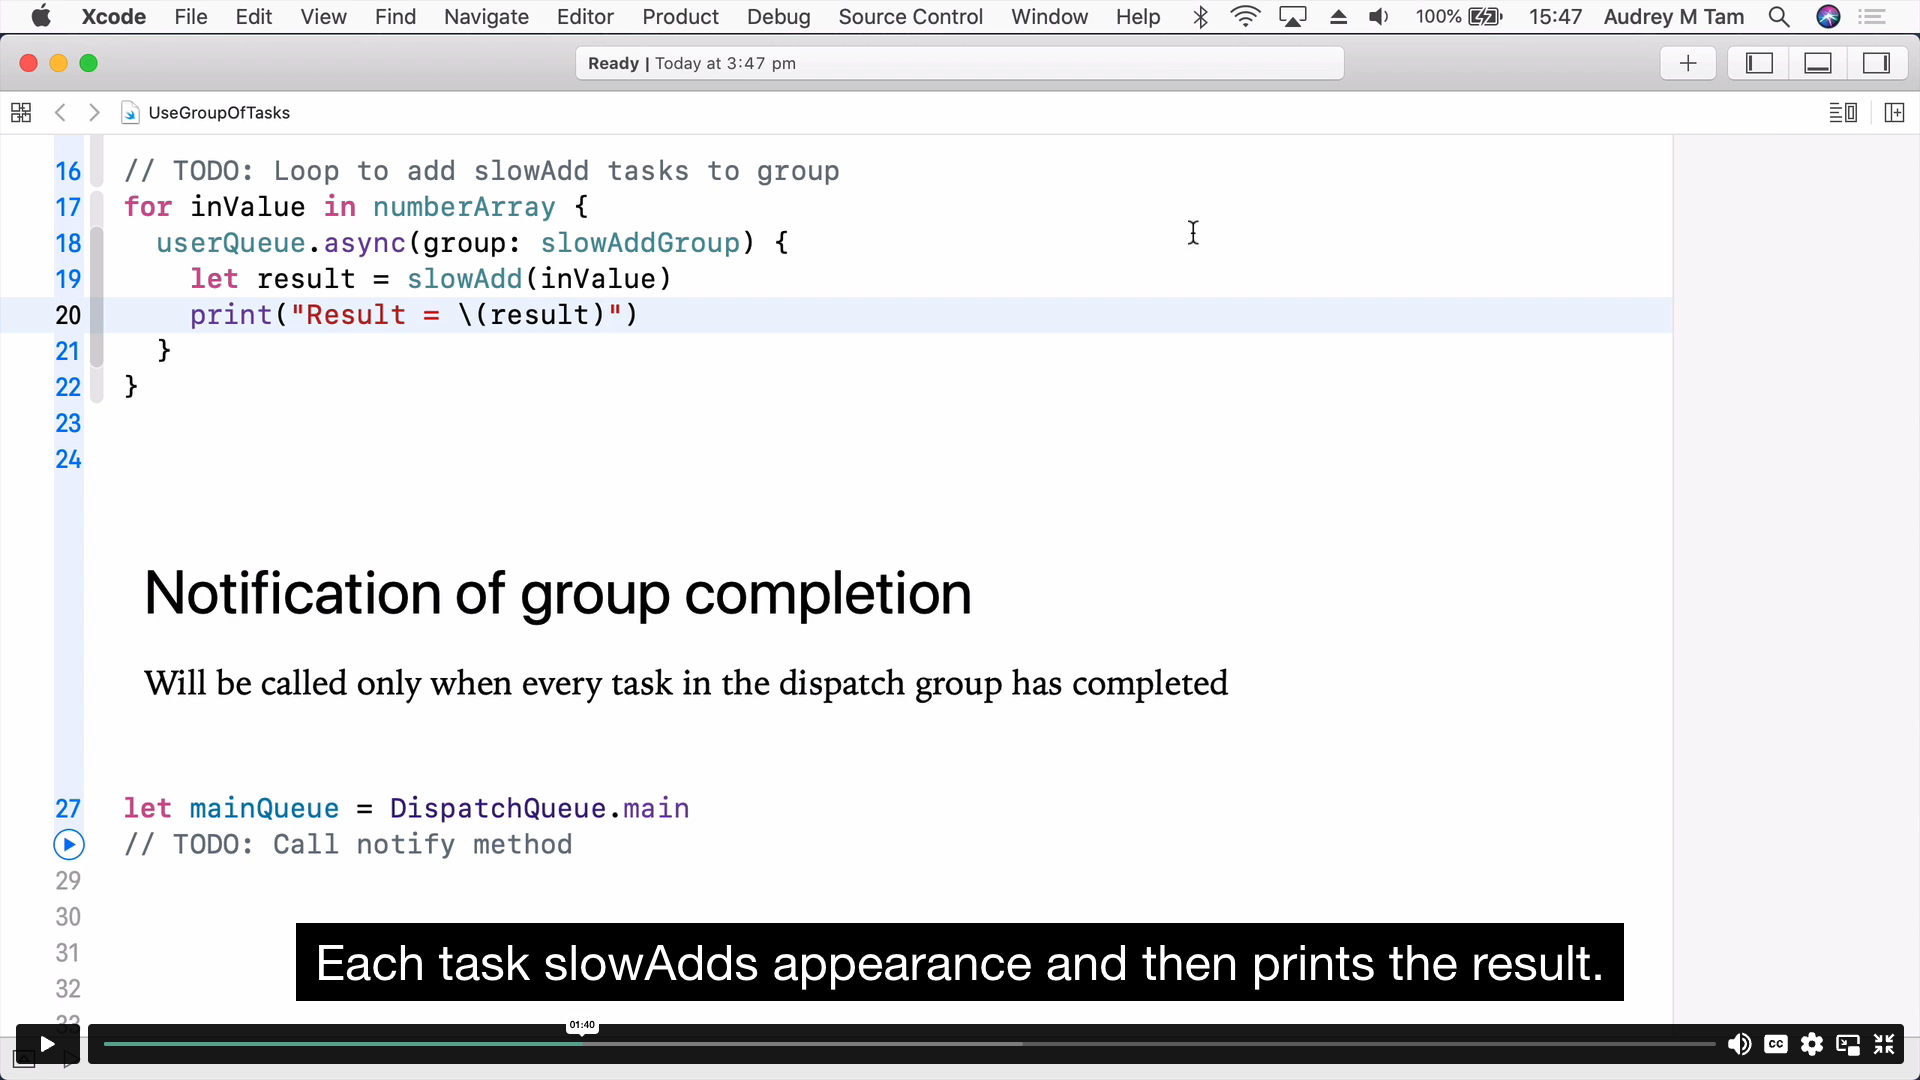 Xcode File Edit View Find Navigate Editor Product Debug Source Control Window Help 100% 15:47 Audrey M Tam
Ready | Today at 3:47 pm
UseGroupOfTasks
16 // TODO: Loop to add slowAdd tasks to group
17 for inValue in numberArray {
18 userQueue.async(group: slowAddGroup) {
19 let result = slowAdd(inValue)
20 print("Result = \(result)")
21 }
22 }
23
24
Notification of group completion
Will be called only when every task in the dispatch group has completed
27 let mainQueue = DispatchQueue.main
// TODO: Call notify method
29
30
31
32
33
Each task slowAdds appearance and then prints the result.
01:40
CC